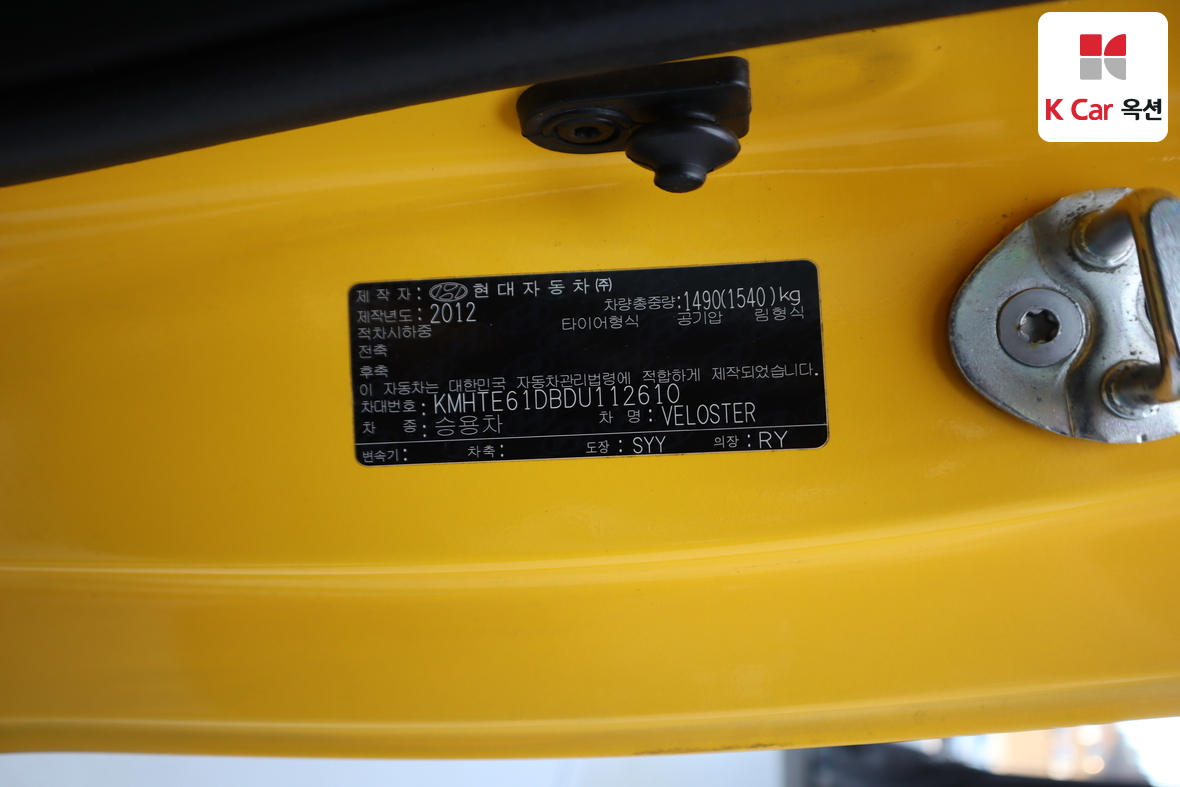 K Car 옥션
제 작 자 : 현 대 자 동 차 ㈜
제작년도 : 2012 차량총중량:1490(1540)kg
적차시하중 타이어형식 공기압 림형식
전축
후축
이 자동차는 대한민국 자동차관리법령에 적합하게 제작되었습니다.
차대번호 : KMHTE61DBDU112610
차 종 : 승용차 차 명 : VELOSTER
변속기 : 차축 : 도장 : SYY 의장 : RY